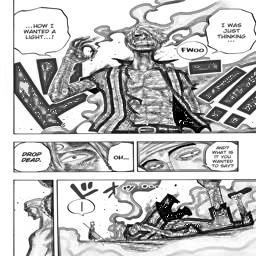 I WAS
JUST
THINKING
...
...HOW I
WANTED A
LIGHT...!
FWOO
AND?
WHAT
IS IT
YOU WANTED
TO SAY?
OH...
DROP
DEAD.
!